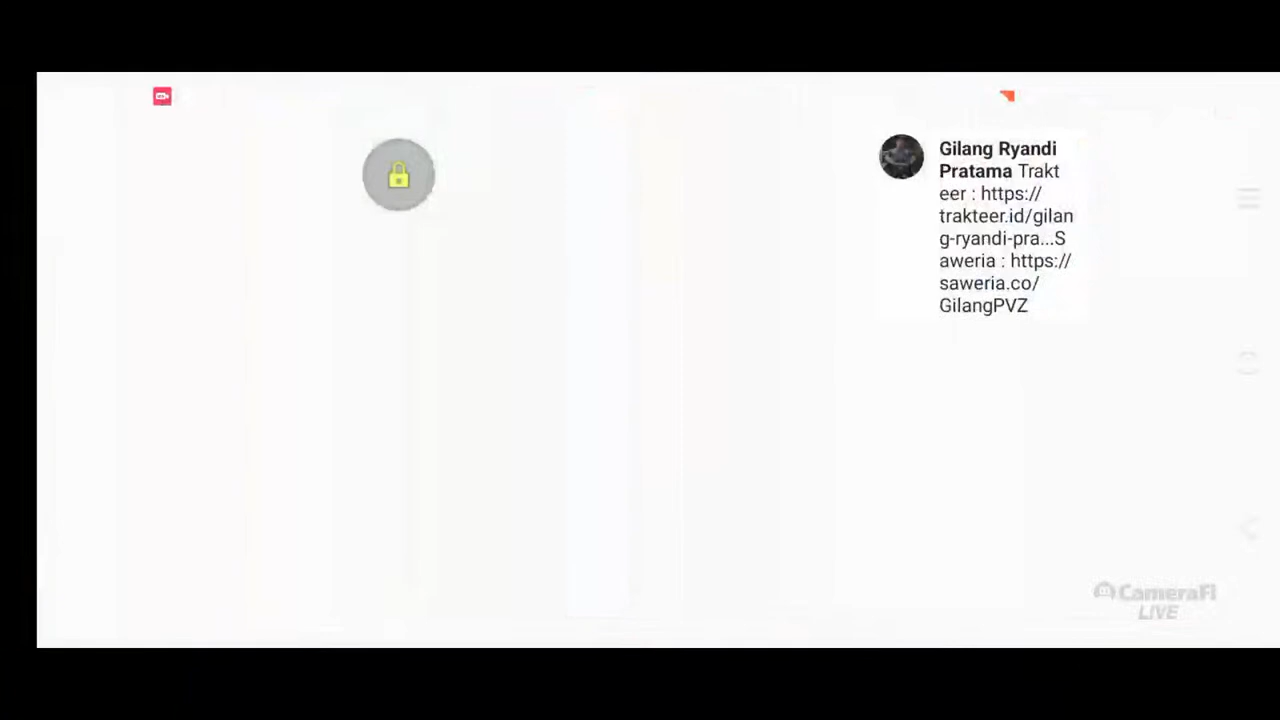 Gilang Ryandi
Pratama Trakt
eer : https://
trakteer.id/gilan
g-ryandi-pra...S
aweria : https://
saweria.co/
GilangPVZ
CameraFi
LIVE